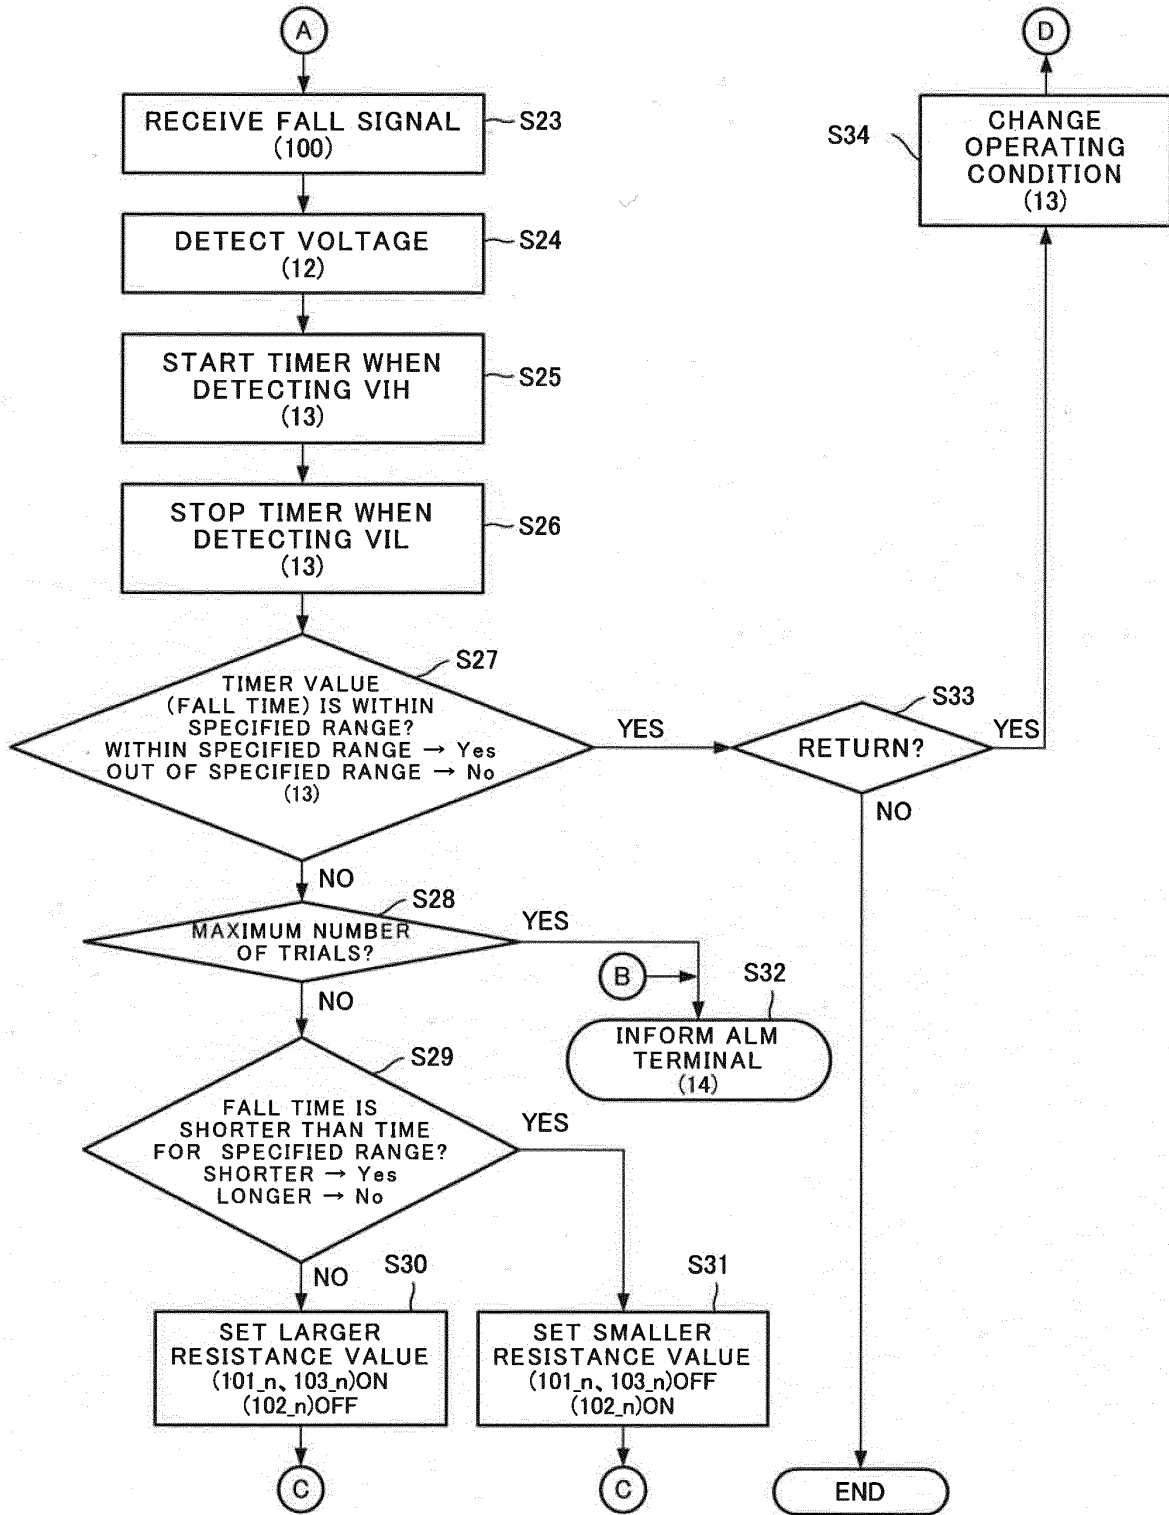 A
RECEIVE FALL SIGNAL
(100)
S23
DETECT VOLTAGE
(12)
S24
START TIMER WHEN
DETECTING VIH
(13)
S25
STOP TIMER WHEN
DETECTING VIL
(13)
S26
TIMER VALUE
(FALL TIME) IS WITHIN
SPECIFIED RANGE?
WITHIN SPECIFIED RANGE → Yes
OUT OF SPECIFIED RANGE → No
(13)
S27
YES
NO
MAXIMUM NUMBER
OF TRIALS?
S28
YES
NO
B
INFORM ALM
TERMINAL
(14)
S32
FALL TIME IS
SHORTER THAN TIME
FOR SPECIFIED RANGE?
SHORTER → Yes
LONGER → No
S29
YES
NO
SET LARGER
RESISTANCE VALUE
(101_n、103_n)ON
(102_n)OFF
S30
C
SET SMALLER
RESISTANCE VALUE
(101_n、103_n)OFF
(102_n)ON
S31
C
RETURN?
S33
YES
NO
D
CHANGE
OPERATING
CONDITION
(13)
S34
END